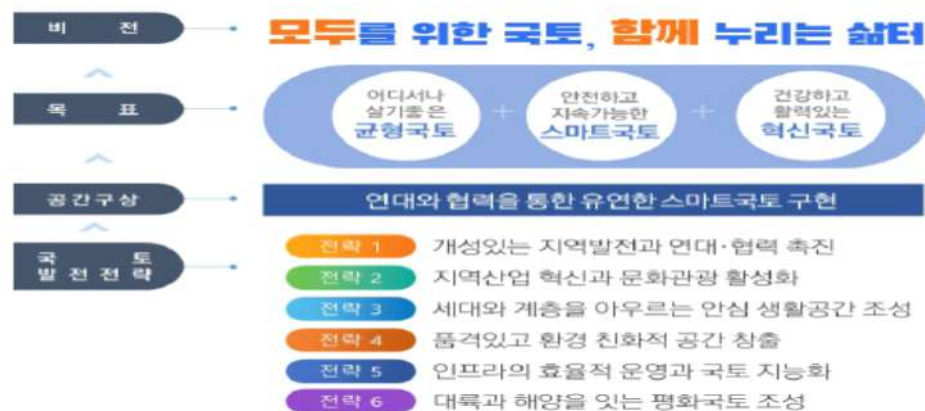 비 전
모두를 위한 국토, 함께 누리는 삶터
목 표
어디서나
살기좋은
균형국토
+
안전하고
지속가능한
스마트국토
+
건강하고
활력있는
혁신국토
공간구상
연대와 협력을 통한 유연한 스마트국토 구현
국 토
발전전략
전략 1 개성있는 지역발전과 연대·협력 촉진
전략 2 지역산업 혁신과 문화관광 활성화
전략 3 세대와 계층을 아우르는 안심 생활공간 조성
전략 4 품격있고 환경 친화적 공간 창출
전략 5 인프라의 효율적 운영과 국토 지능화
전략 6 대륙과 해양을 잇는 평화국토 조성